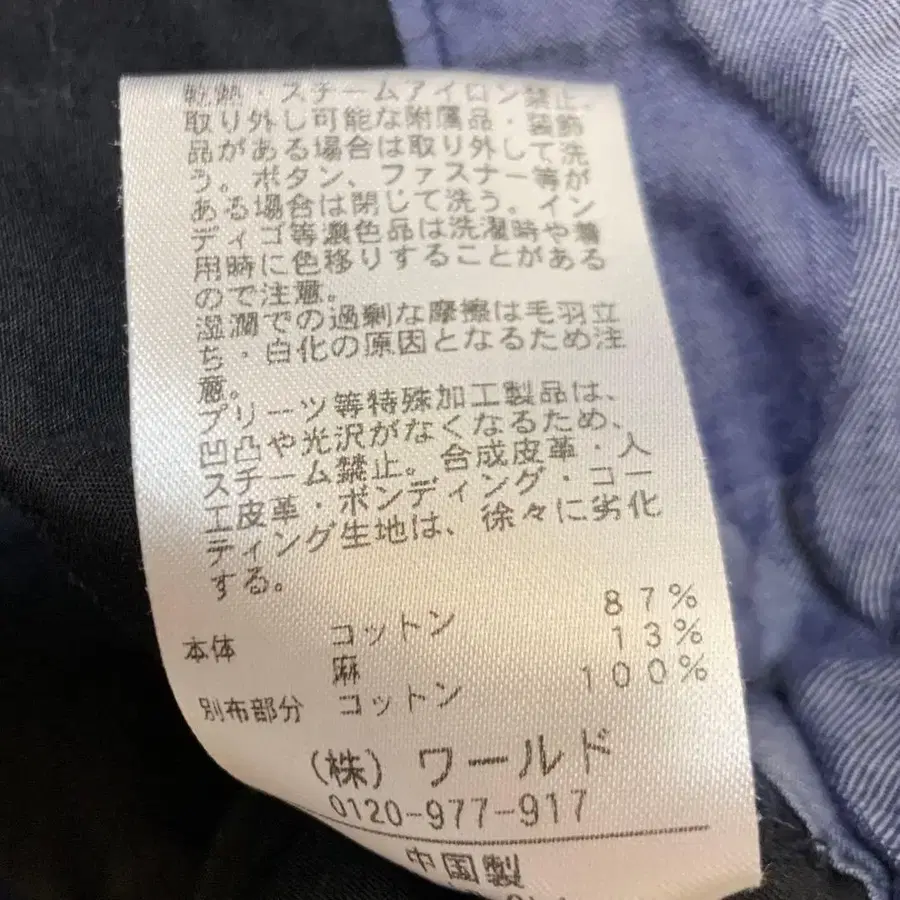 乾熱・スチームアイロン禁止。
取り外し可能な附属品・装飾
品がある場合は取り外して洗
う。ボタン、ファスナー等が
ある場合は閉じて洗う。イン
ディゴ等濃色品は洗濯時や着
用時に色移りすることがある
ので注意。
湿潤での過剰な摩擦は毛羽立
ち・白化の原因となるため注
意。
プリーツ等特殊加工製品は、
凹凸や光沢がなくなるため、
スチーム禁止。合成皮革・人
工皮革・ボンディング・コー
ティング生地は、徐々に劣化
する。
本体 コットン 87%
麻 13%
別布部分 コットン 100%
(株)ワールド
0120-977-917
中国製